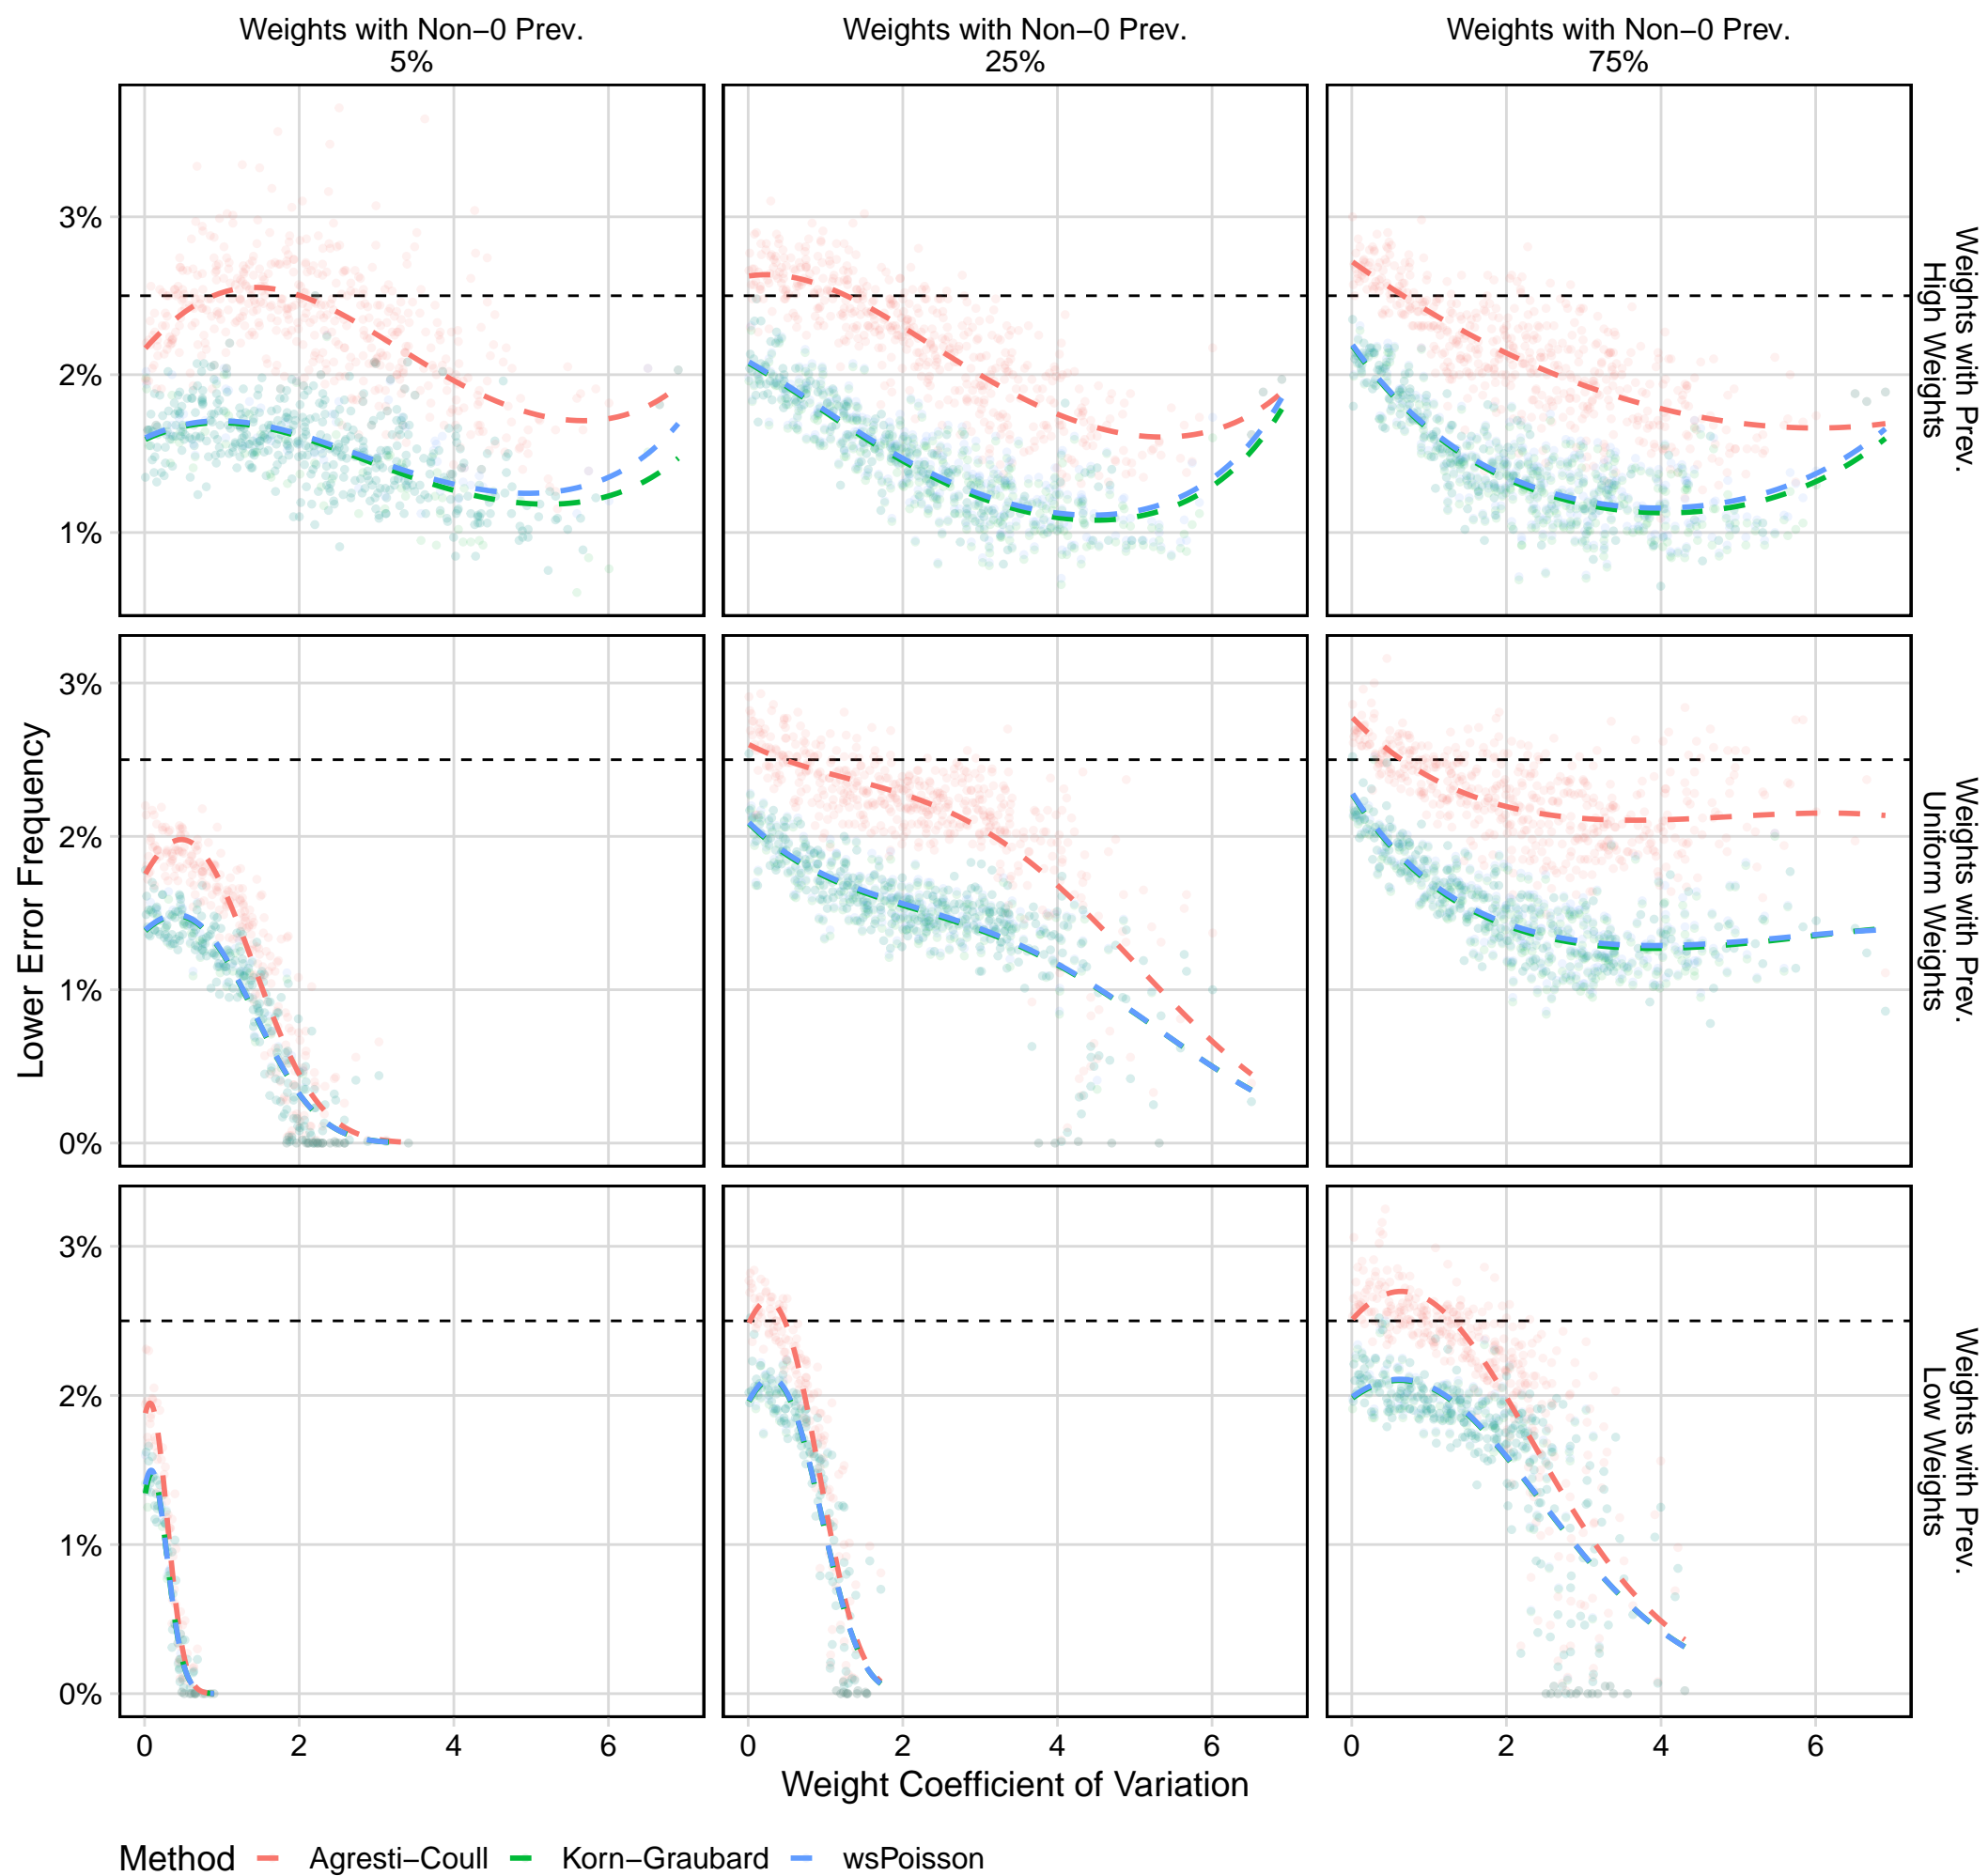 Weights with Non−0 Prev.
5%
Weights with Non−0 Prev.
25%
Weights with Non−0 Prev.
75%
3%
2%
1%
Weights with Prev.
High Weights
3%
2%
1%
0%
Weights with Prev.
Uniform Weights
3%
2%
1%
0%
Weights with Prev.
Low Weights
Lower Error Frequency
0 2 4 6
0 2 4 6
0 2 4 6
Weight Coefficient of Variation
Method Agresti−Coull Korn−Graubard wsPoisson